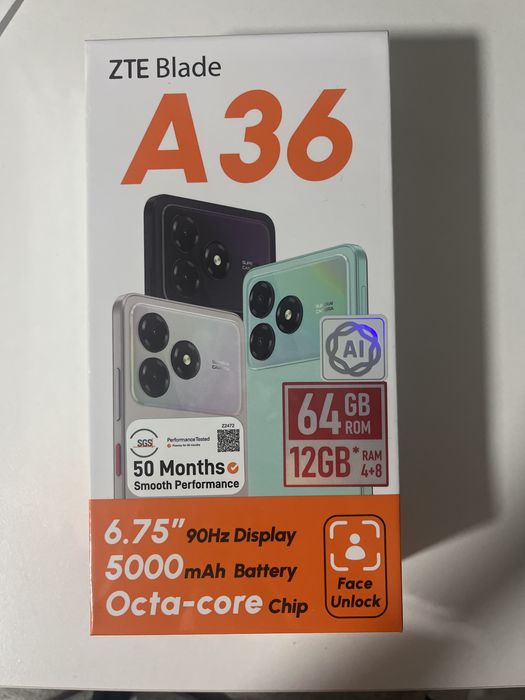 ZTE Blade
A36
AI
64 GB ROM
12GB* RAM 4+8
SGS
Performance Tested
Z2472
50 Months
Smooth Performance
6.75” 90Hz Display
5000mAh Battery
Octa-core Chip
Face
Unlock